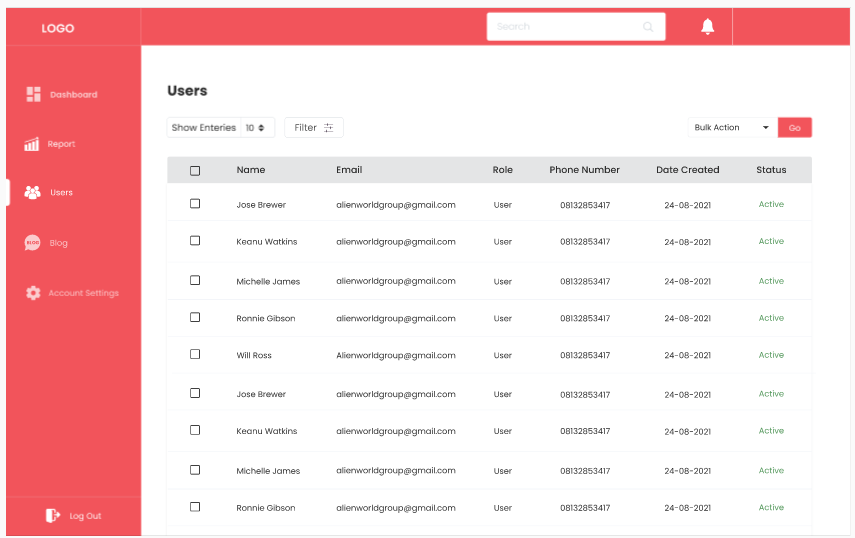 LOGO
Search
Dashboard
Report
Users
BLOG
Blog
Account Settings
Log Out
Users
Show Enteries 10
Filter
Bulk Action
Go
Name Email Role Phone Number Date Created Status
Jose Brewer alienworldgroup@gmail.com User 08132853417 24-08-2021 Active
Keanu Watkins alienworldgroup@gmail.com User 08132853417 24-08-2021 Active
Michelle James alienworldgroup@gmail.com User 08132853417 24-08-2021 Active
Ronnie Gibson alienworldgroup@gmail.com User 08132853417 24-08-2021 Active
Will Ross Alienworldgroup@gmail.com User 08132853417 24-08-2021 Active
Jose Brewer alienworldgroup@gmail.com User 08132853417 24-08-2021 Active
Keanu Watkins alienworldgroup@gmail.com User 08132853417 24-08-2021 Active
Michelle James alienworldgroup@gmail.com User 08132853417 24-08-2021 Active
Ronnie Gibson alienworldgroup@gmail.com User 08132853417 24-08-2021 Active